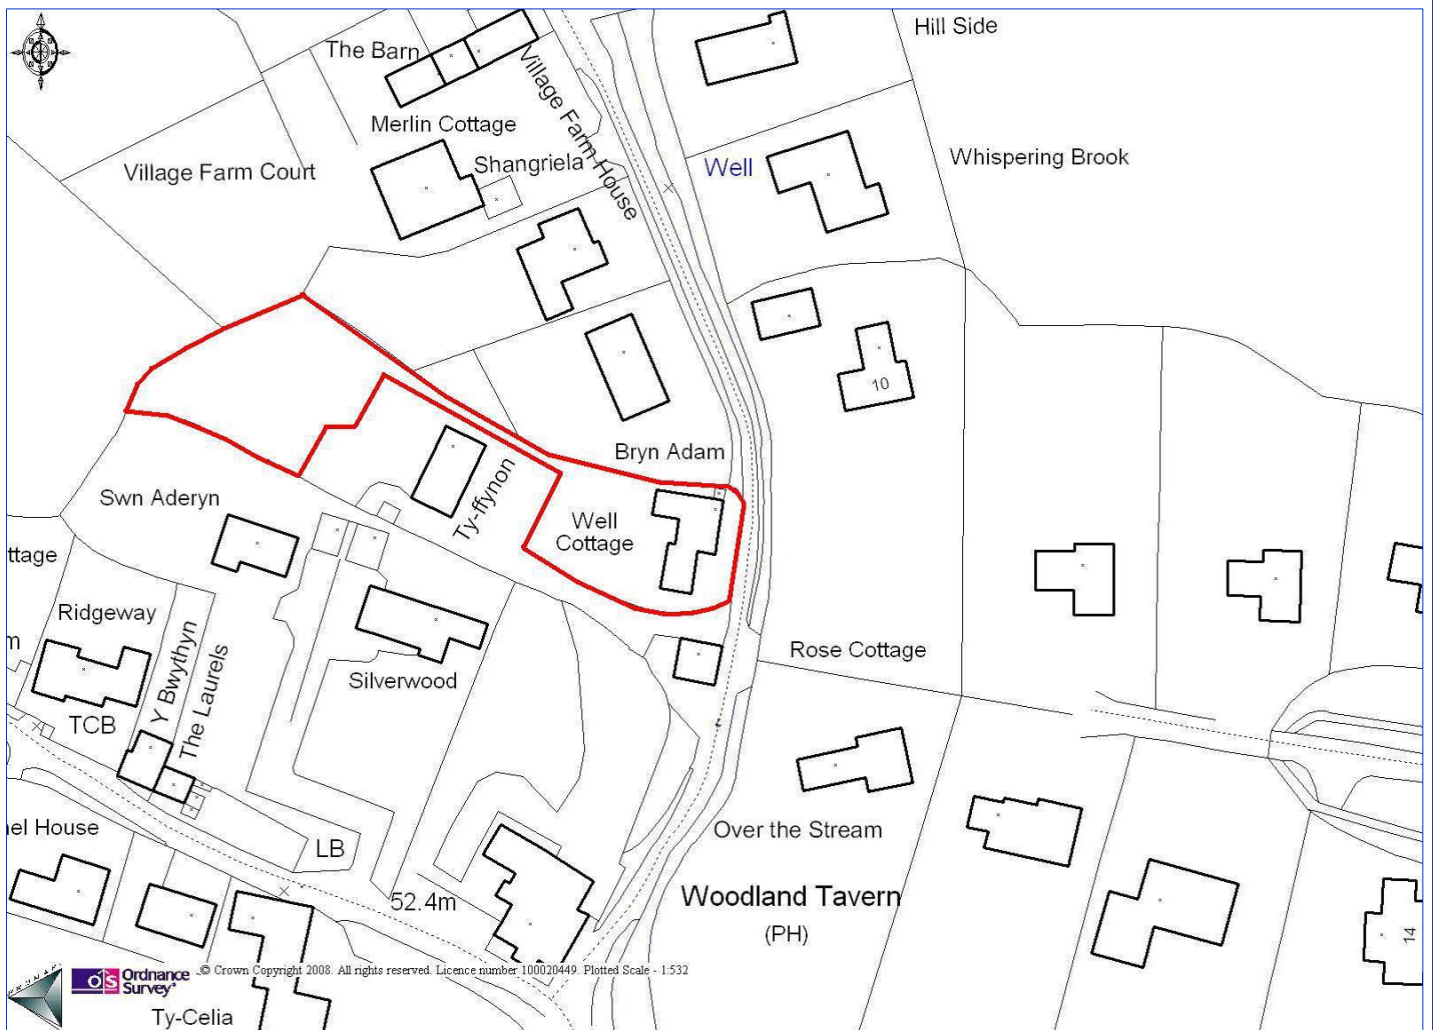 Hill Side
The Barn
Village Farm House
Merlin Cottage
Shangriela
Well
Whispering Brook
Village Farm Court
10
Bryn Adam
Ty-ffynon
Swn Aderyn
Well
Cottage
ttage
Ridgeway
Rose Cottage
Silverwood
Y Bwythyn
The Laurels
TCB
nel House
Over the Stream
LB
52.4m
Woodland Tavern
(PH)
14
Ordnance
Survey
© Crown Copyright 2008. All rights reserved. Licence number 100020449. Plotted Scale - 1:532
Ty-Celia